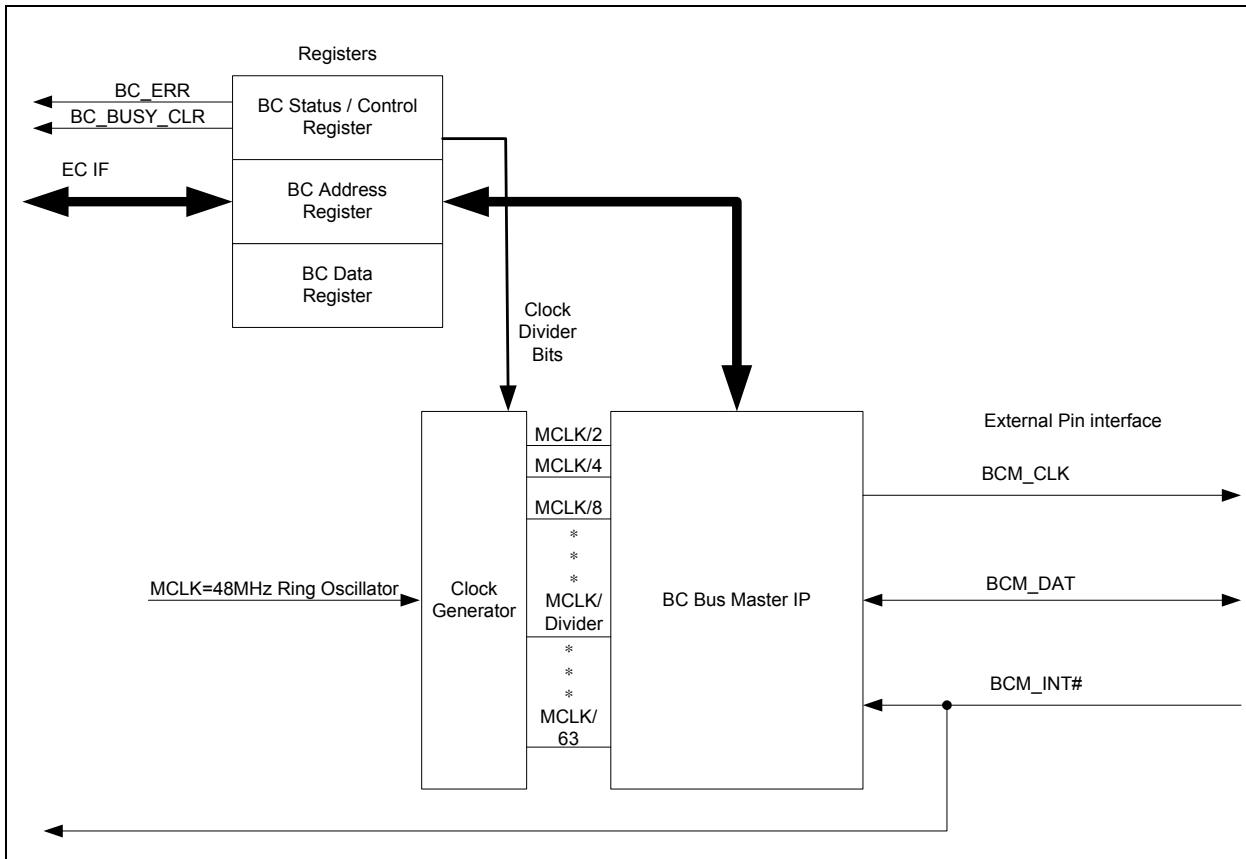 Registers
BC_ERR
BC_BUSY_CLR
BC Status / Control
Register
EC IF
BC Address
Register
BC Data
Register
Clock
Divider
Bits
MCLK/2
MCLK/4
MCLK/8
*
*
*
MCLK/
Divider
*
*
*
MCLK/
63
MCLK=48MHz Ring Oscillator
Clock
Generator
BC Bus Master IP
External Pin interface
BCM_CLK
BCM_DAT
BCM_INT#